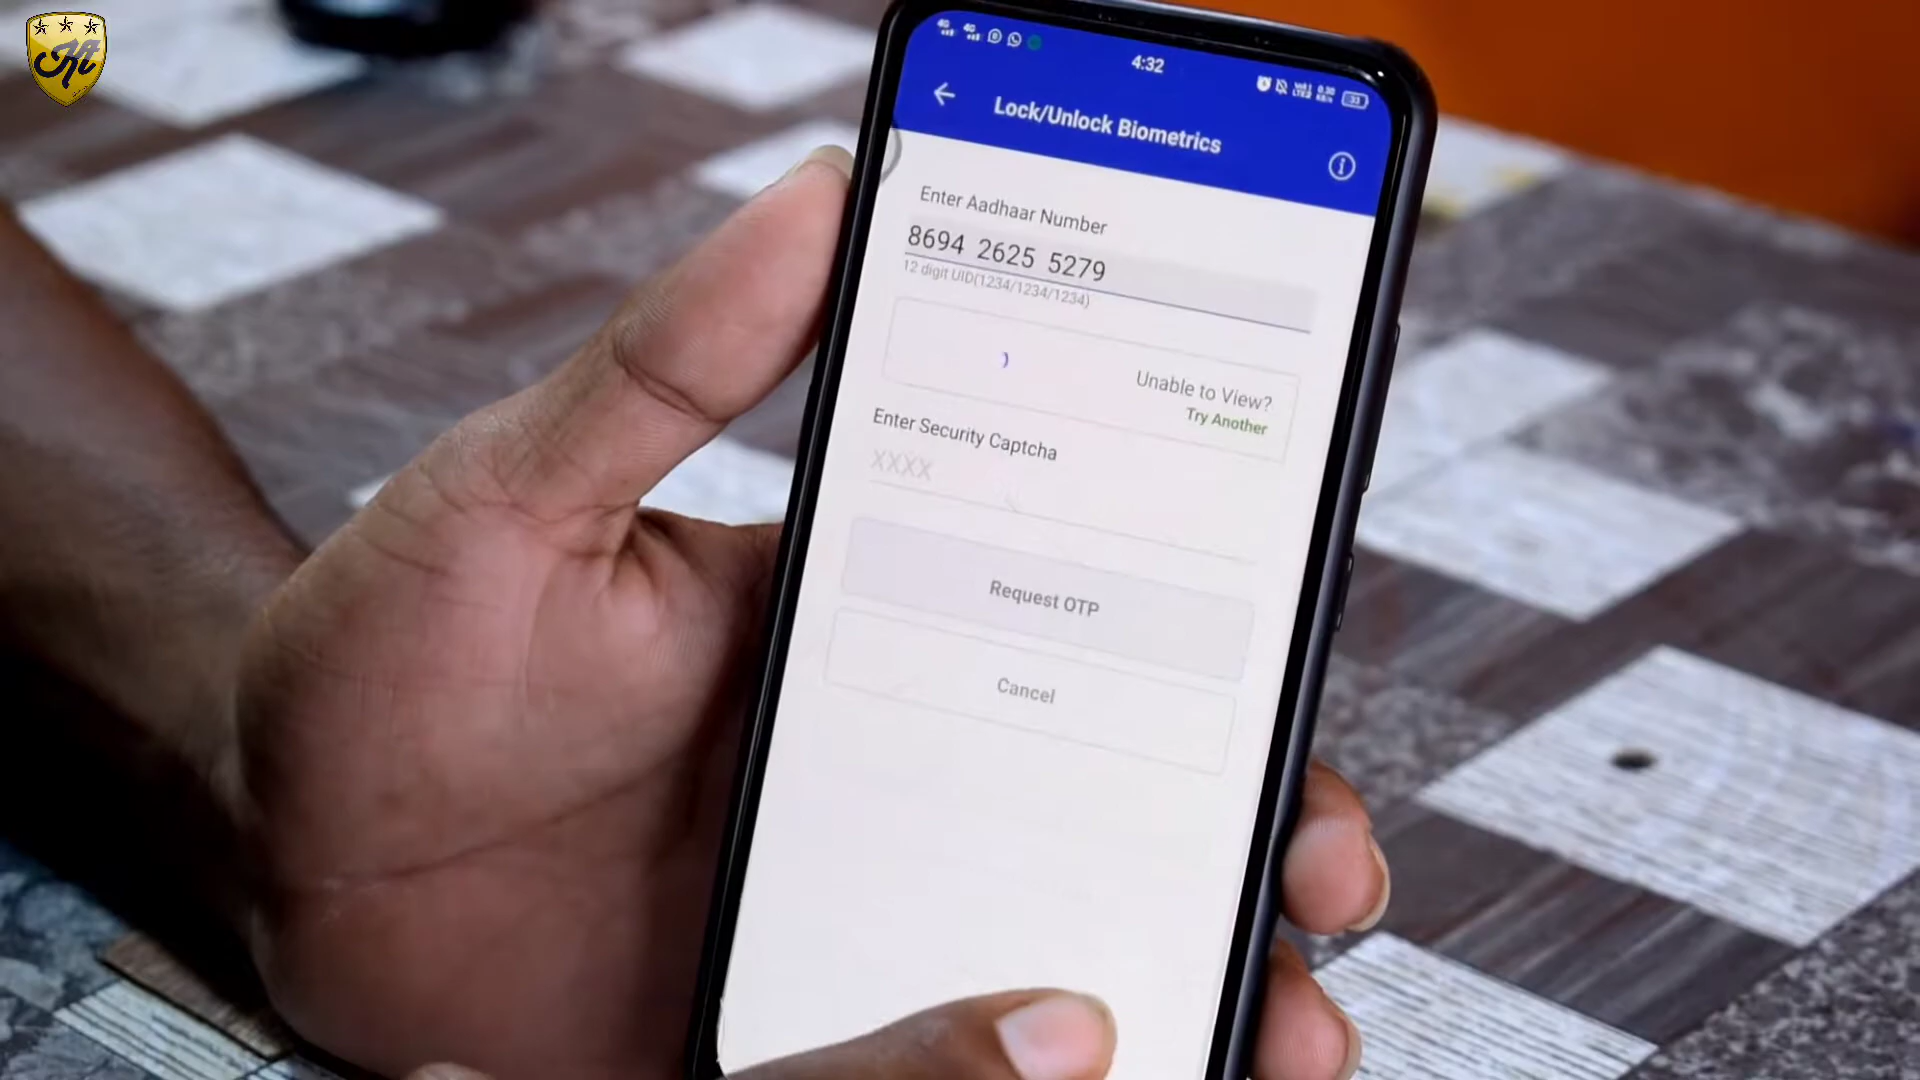 4:32
Lock/Unlock Biometrics
Enter Aadhaar Number
8694 2625 5279
12 digit UID(1234/1234/1234)
Unable to View?
Try Another
Enter Security Captcha
XXXX
Request OTP
Cancel